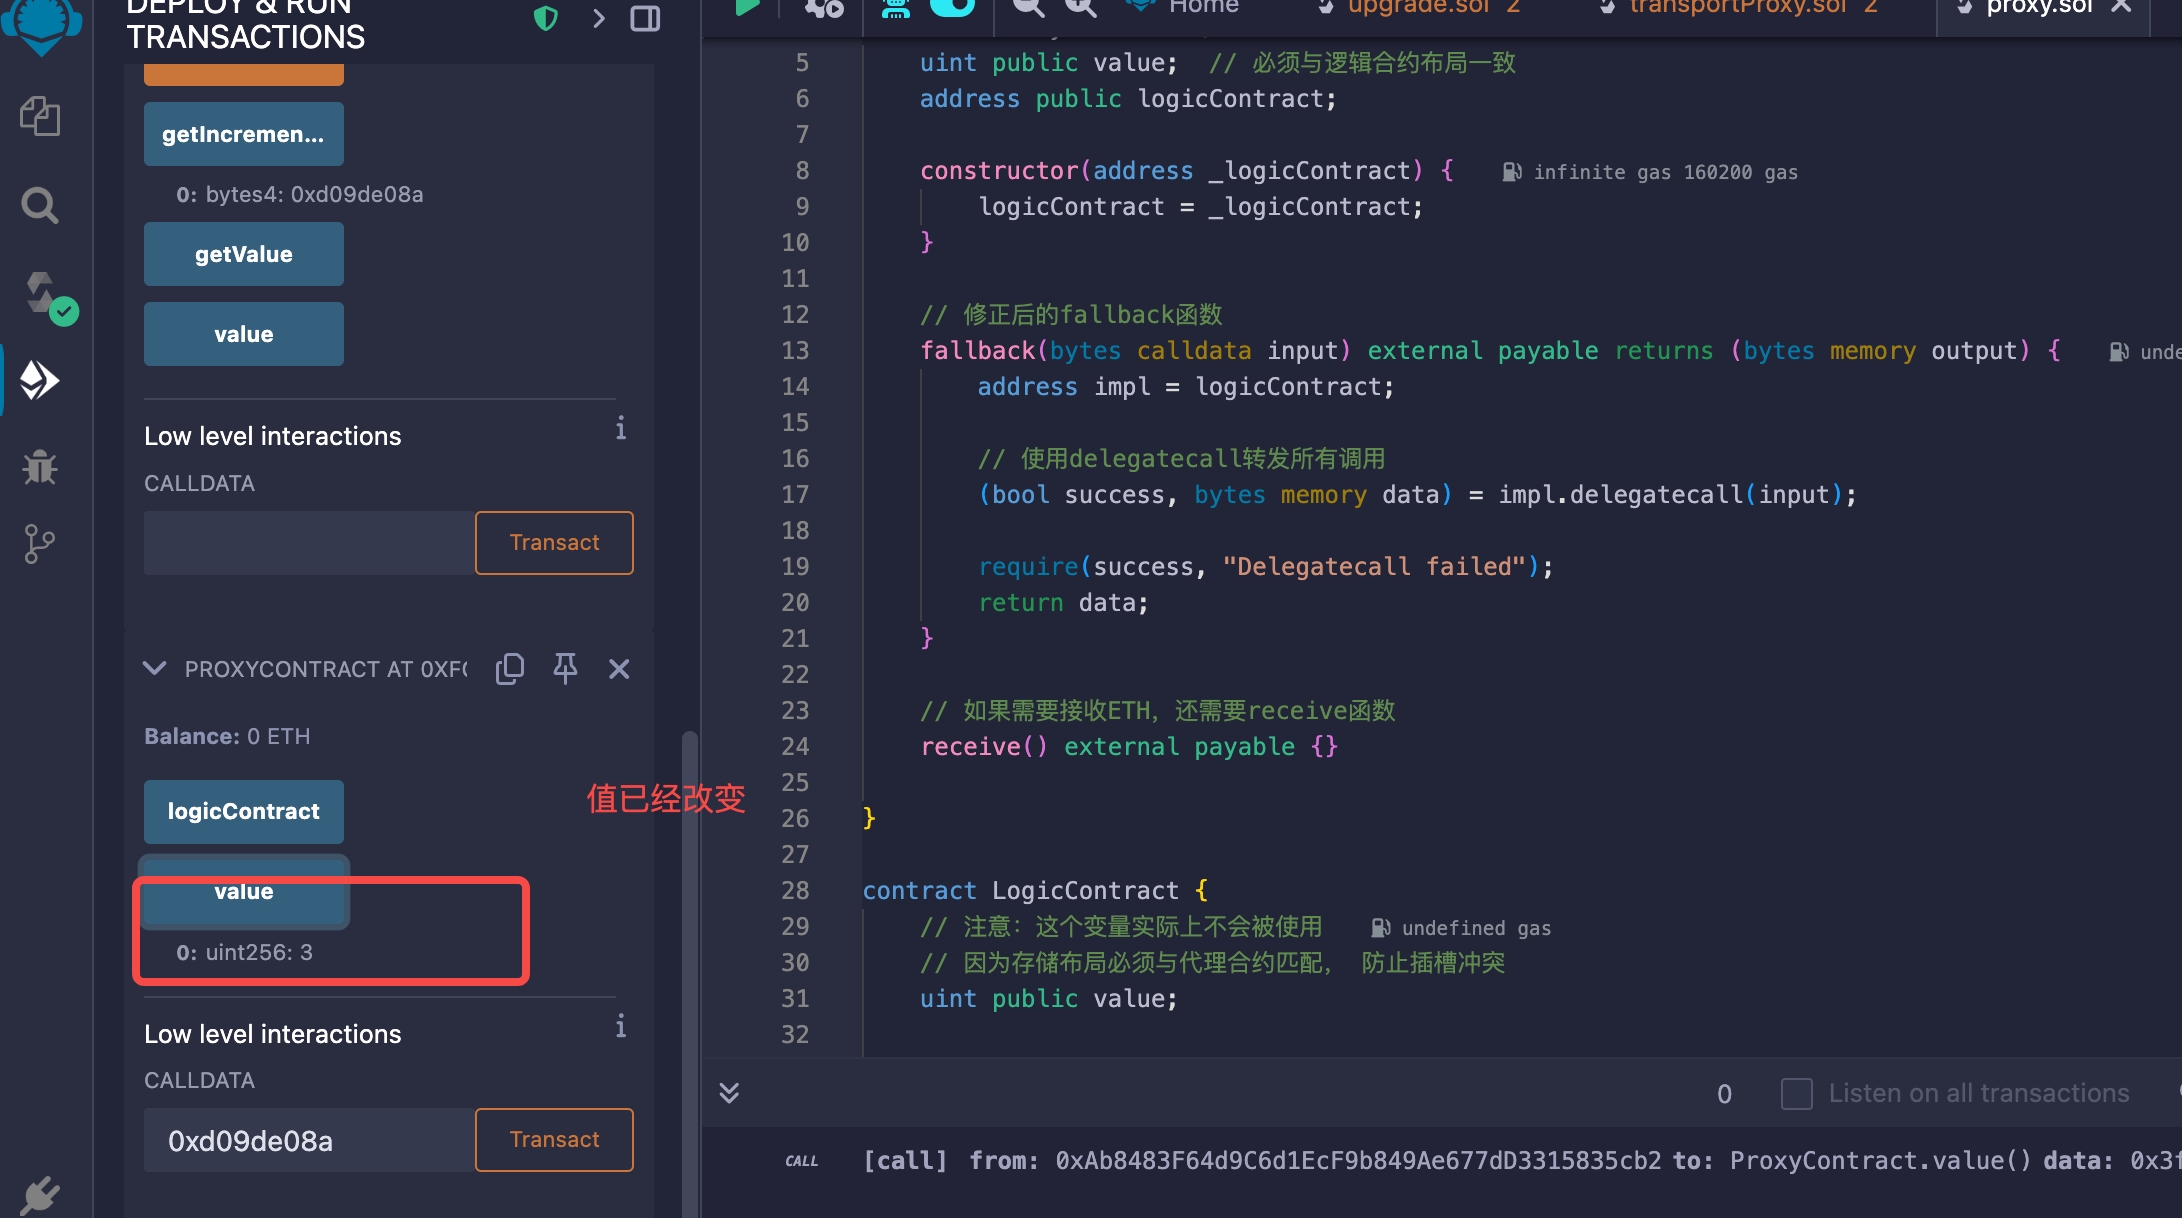 DEPLOY & RUN
TRANSACTIONS
getIncremen...
0: bytes4: 0xd09de08a
getValue
value
Low level interactions
i
CALLDATA
Transact
PROXYCONTRACT AT 0XF
Balance: 0 ETH
logicContract
值已经改变
value
0: uint256: 3
Low level interactions
i
CALLDATA
0xd09de08a
Transact
Home
upgrade.sol 2
transportProxy.sol 2
proxy.sol
5 uint public value;  // 必须与逻辑合约布局一致
6 address public logicContract;
7
8 constructor(address _logicContract) { infinite gas 160200 gas
9 logicContract = _logicContract;
10 }
11
12 // 修正后的fallback函数
13 fallback(bytes calldata input) external payable returns (bytes memory output) { unde
14 address impl = logicContract;
15
16 // 使用delegatecall转发所有调用
17 (bool success, bytes memory data) = impl.delegatecall(input);
18
19 require(success, "Delegatecall failed");
20 return data;
21 }
22
23 // 如果需要接收ETH，还需要receive函数
24 receive() external payable {}
25
26 }
27
28 contract LogicContract {
29 // 注意：这个变量实际上不会被使用 undefined gas
30 // 因为存储布局必须与代理合约匹配， 防止插槽冲突
31 uint public value;
32
0 Listen on all transactions
CALL [call] from: 0xAb8483F64d9C6d1EcF9b849Ae677dD3315835cb2 to: ProxyContract.value() data: 0x3f